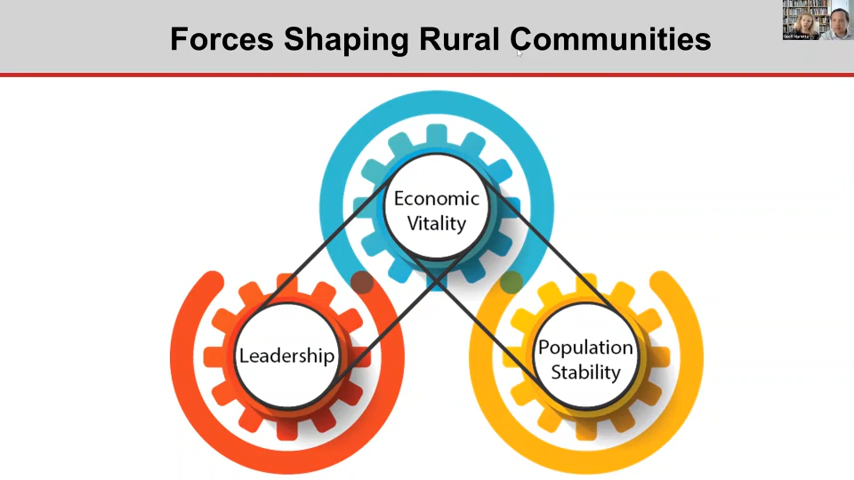 Forces Shaping Rural Communities
Economic
Vitality
Leadership
Population
Stability